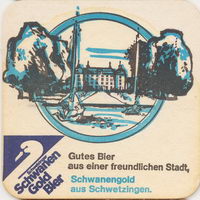 Schwanen
Gold
Bier
Gutes Bier
aus einer freundlichen Stadt,
Schwanengold
aus Schwetzingen.